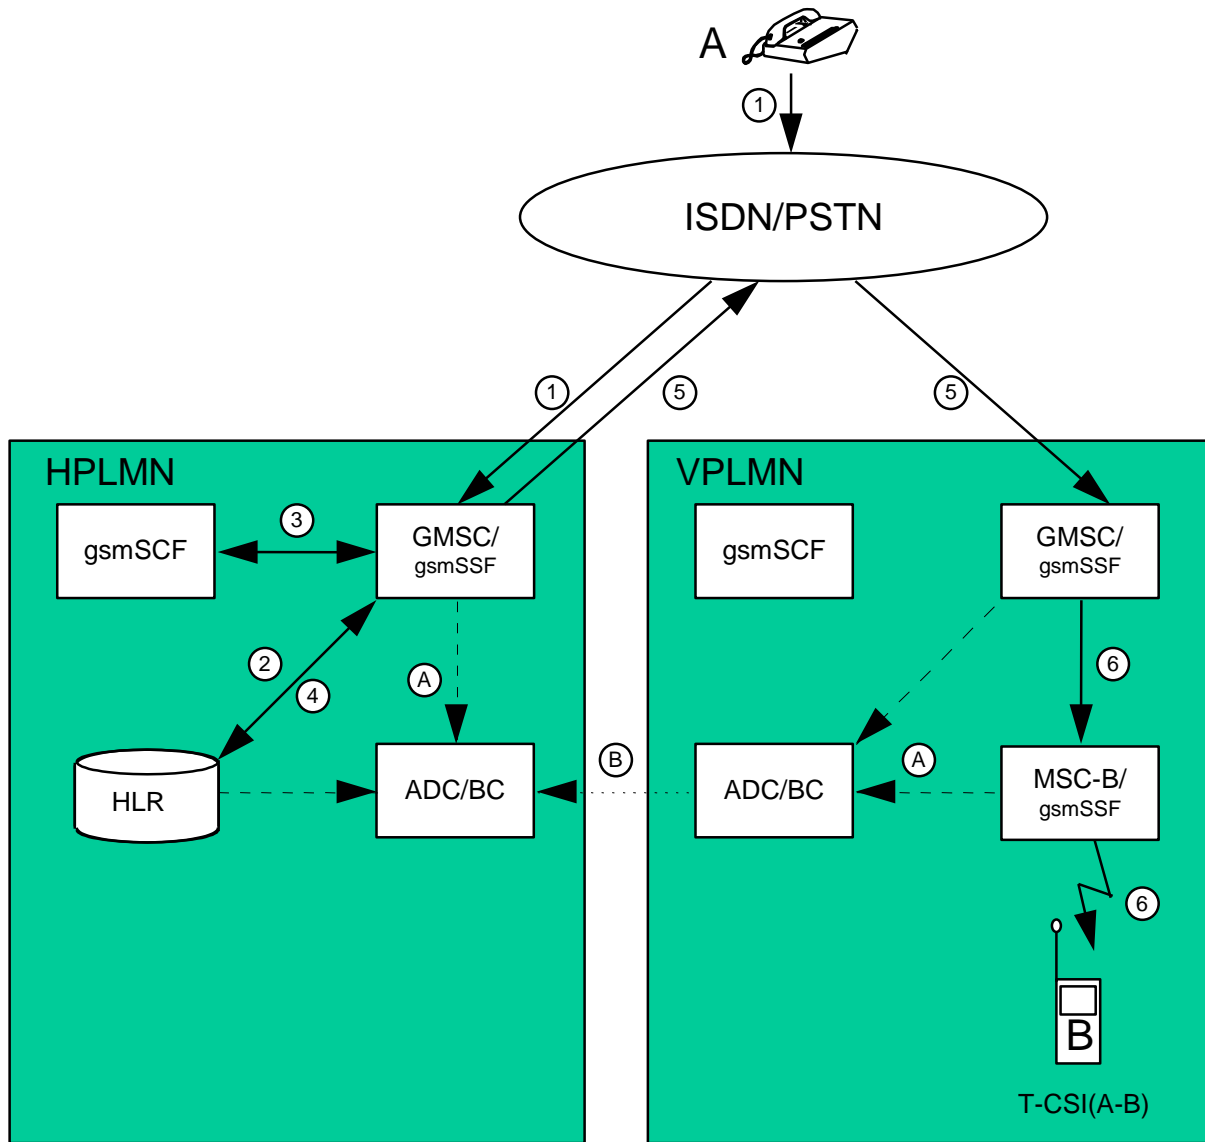 A
1
ISDN/PSTN
1
5
5
HPLMN
VPLMN
gsmSCF
3
GMSC/
gsmSSF
gsmSCF
GMSC/
gsmSSF
2
4
A
6
HLR
ADC/BC
B
ADC/BC
A
MSC-B/
gsmSSF
6
B
T-CSI(A-B)